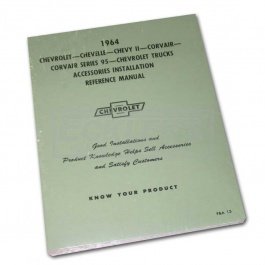 1964
CHEVROLET—CHEVELLE—CHEVY II—CORVAIR—
CORVAIR SERIES 95—CHEVROLET TRUCKS
ACCESSORIES INSTALLATION
REFERENCE MANUAL
CHEVROLET
Good Installations and
Product Knowledge Helps Sell Accessories
and Satisfy Customers
KNOW YOUR PRODUCT